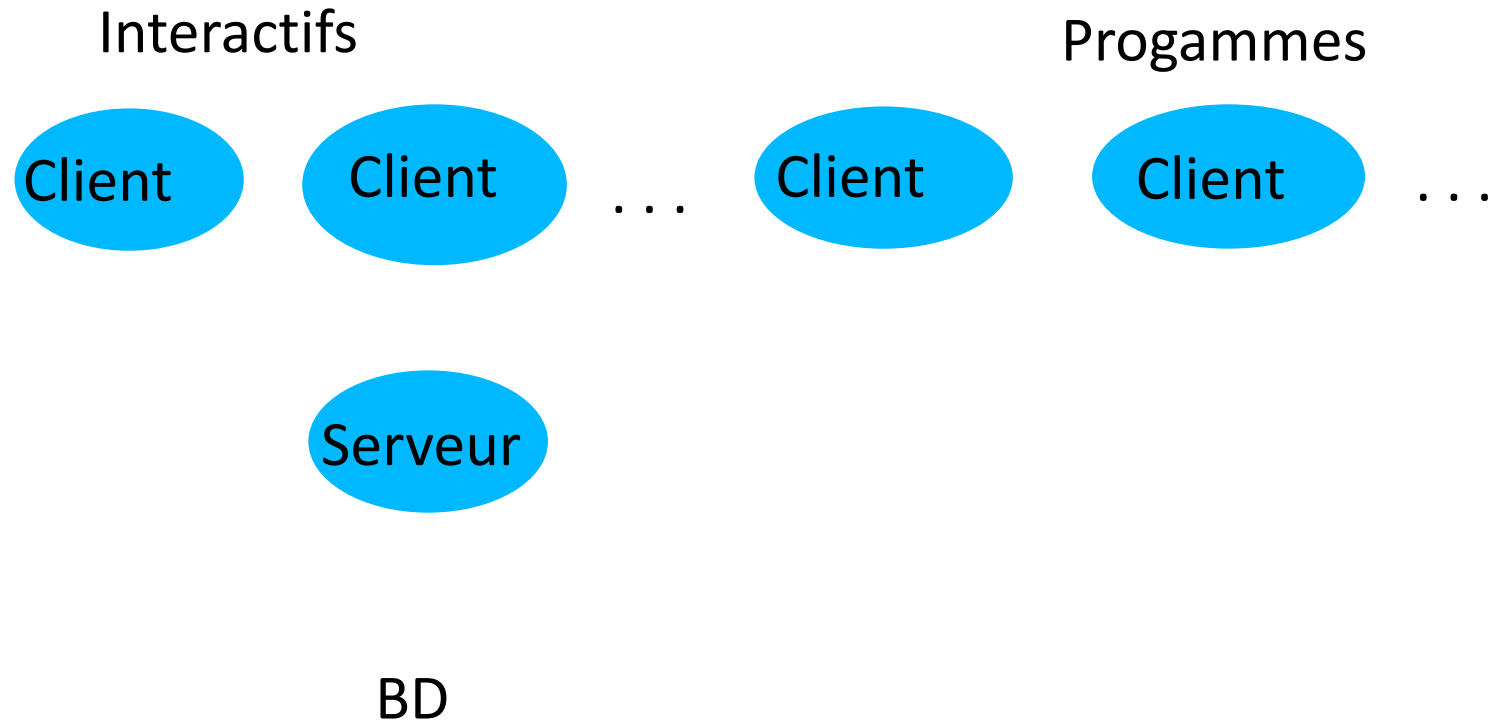 Interactifs
Progammes
Client
Client
. . .
Client
Client
. . .
Serveur
BD